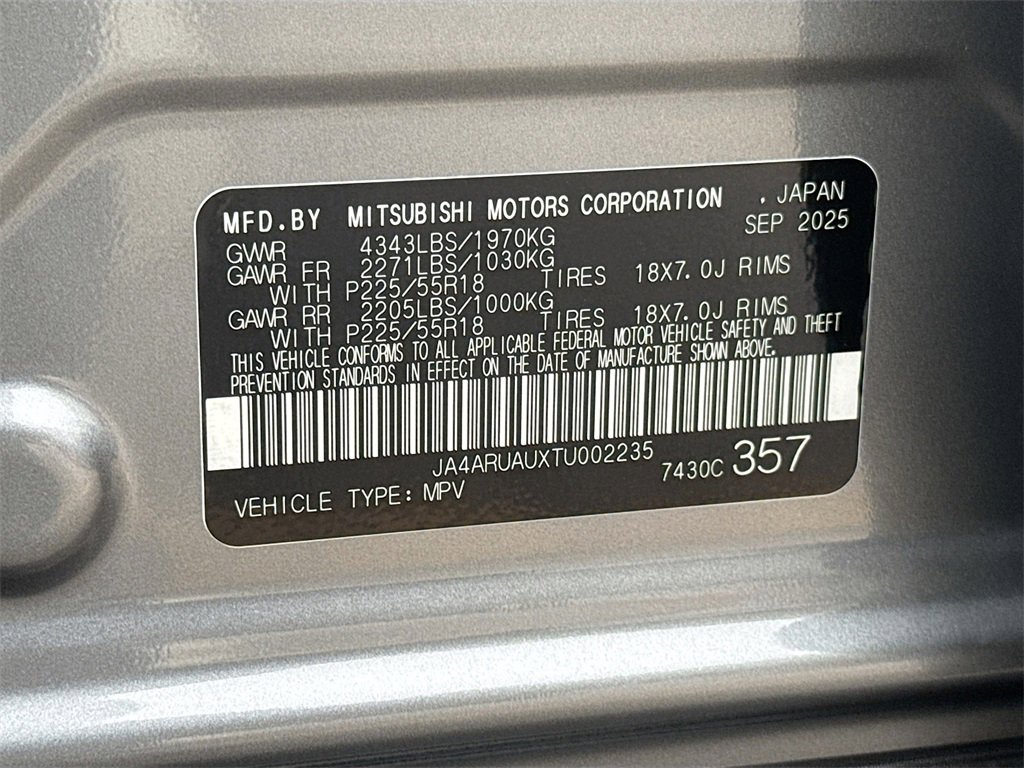 MFD.BY MITSUBISHI MOTORS CORPORATION , JAPAN
SEP 2025
GVWR 4343LBS/1970KG
GAWR FR 2271LBS/1030KG
WITH P225/55R18 TIRES 18X7.0J RIMS
GAWR RR 2205LBS/1000KG
WITH P225/55R18 TIRES 18X7.0J RIMS
THIS VEHICLE CONFORMS TO ALL APPLICABLE FEDERAL MOTOR VEHICLE SAFETY AND THEFT
PREVENTION STANDARDS IN EFFECT ON THE DATE OF MANUFACTURE SHOWN ABOVE.
JA4ARUAUXTU002235
7430C 357
VEHICLE TYPE: MPV